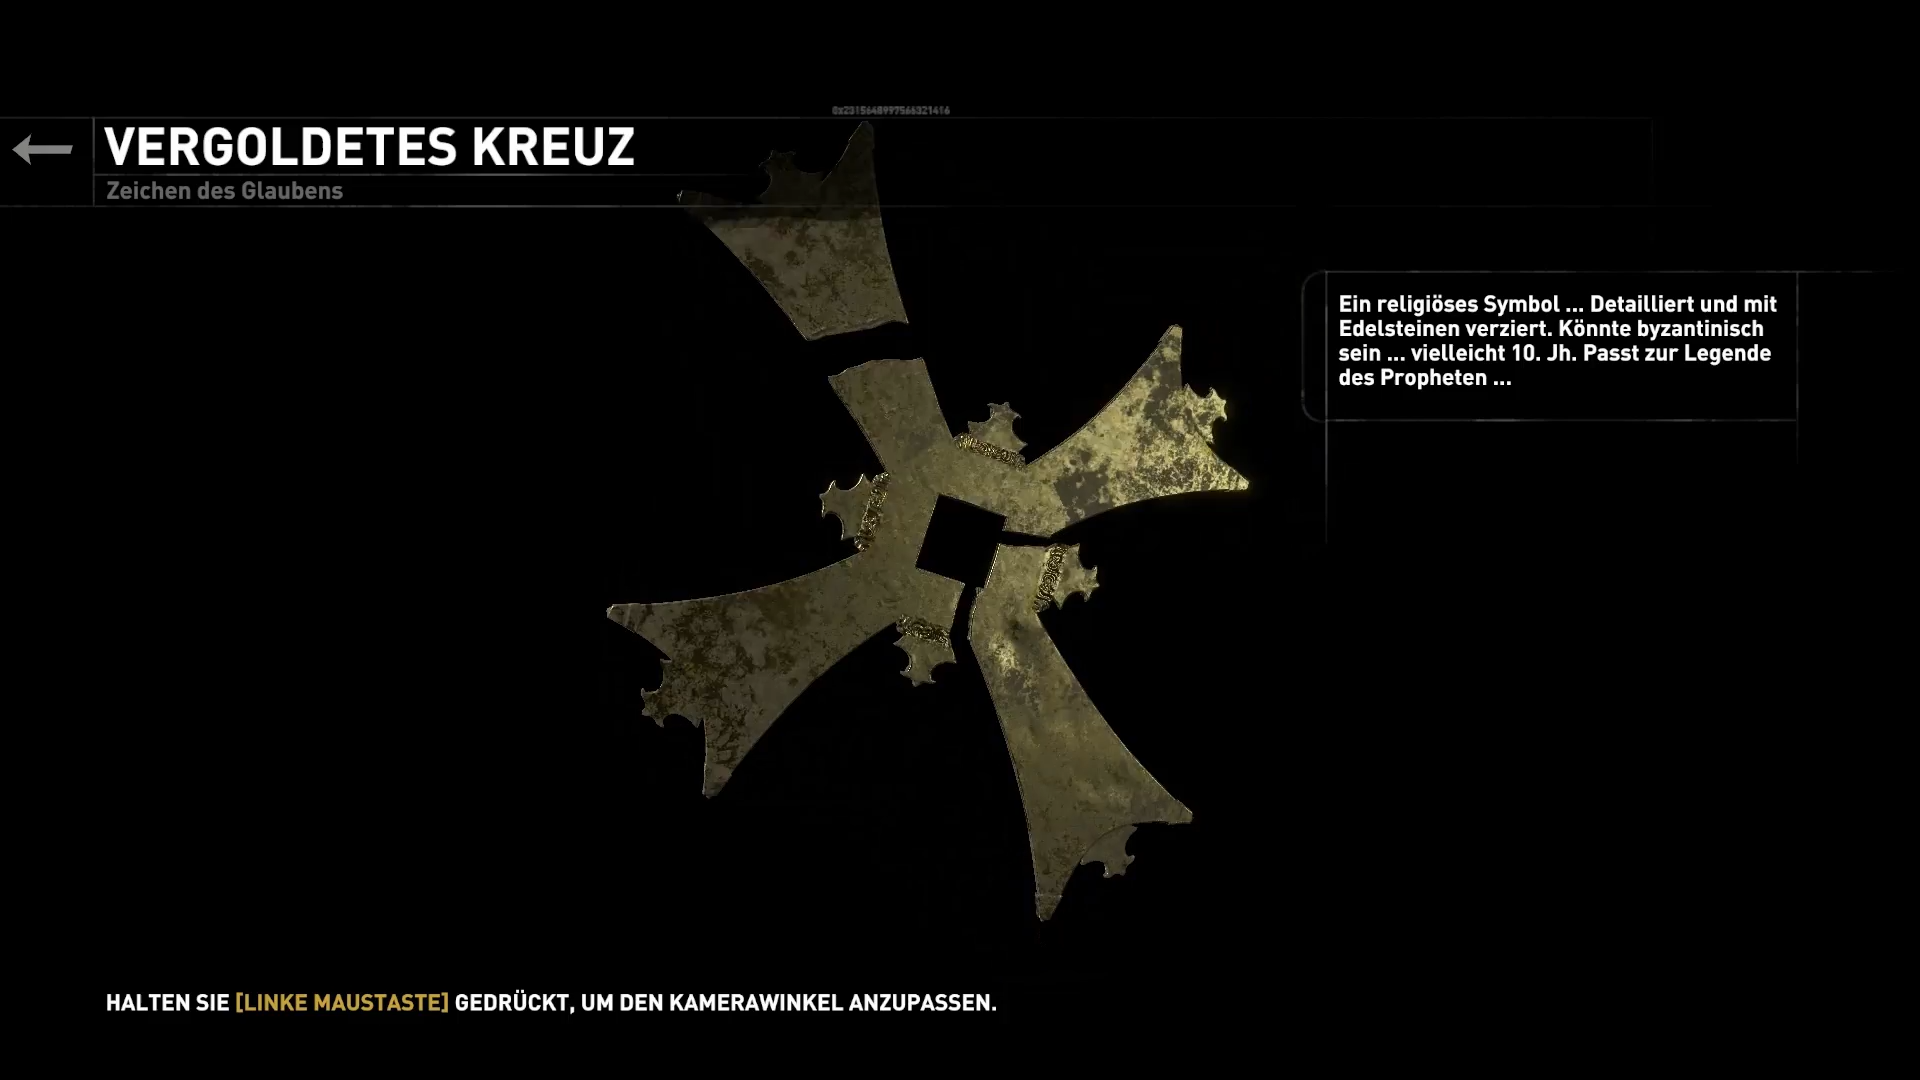 VERGOLDETES KREUZ
Zeichen des Glaubens
Ein religiöses Symbol ... Detailliert und mit
Edelsteinen verziert. Könnte byzantinisch
sein ... vielleicht 10. Jh. Passt zur Legende
des Propheten ...
HALTEN SIE [LINKE MAUSTASTE] GEDRÜCKT, UM DEN KAMERAWINKEL ANZUPASSEN.